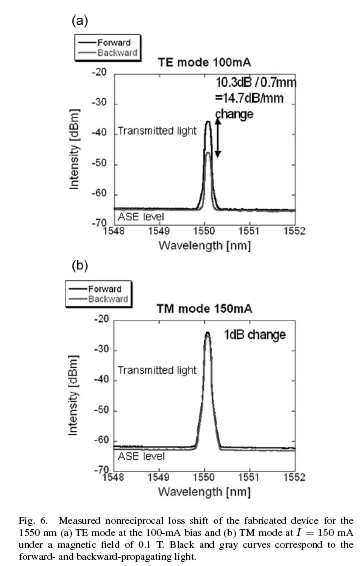 (a)
Forward
Backward
TE mode 100mA
-20
-30
-40
-50
-60
-70
10.3dB / 0.7mm
=14.7dB/mm
change
Transmitted light
ASE level
Intensity [dBm]
1548 1549 1550 1551 1552
Wavelength [nm]
(b)
Forward
Backward
TM mode 150mA
-20
-30
-40
-50
-60
-70
1dB change
Transmitted light
ASE level
Intensity [dBm]
1548 1549 1550 1551 1552
Wavelength [nm]
Fig. 6. Measured nonreciprocal loss shift of the fabricated device for the
1550 nm (a) TE mode at the 100-mA bias and (b) TM mode at I = 150 mA
under a magnetic field of 0.1 T. Black and gray curves correspond to the
forward- and backward-propagating light.